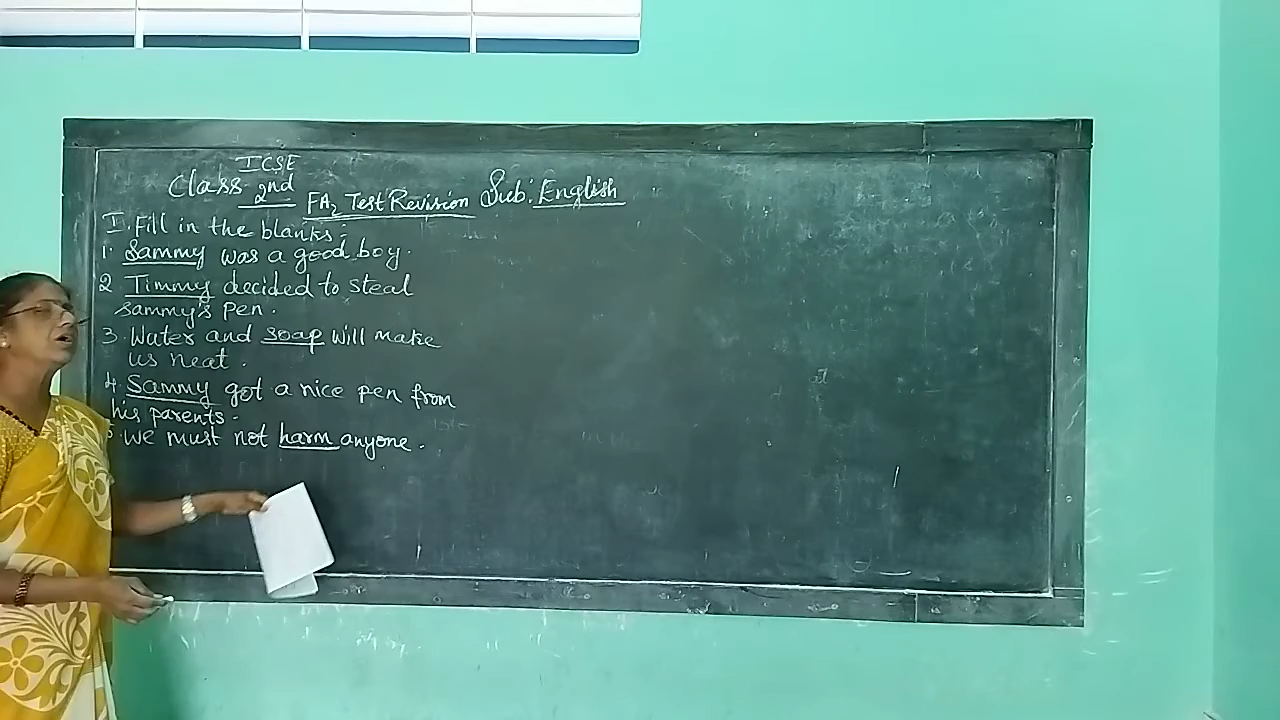 ICSE
Class 2nd FA2 Test Revision Sub: English
I. Fill in the blanks:-
1. Sammy was a good boy.
2 Timmy decided to steal
Sammy's pen.
3. Water and soap will make
us neat.
4. Sammy got a nice pen from
his parents.
. We must not harm anyone.